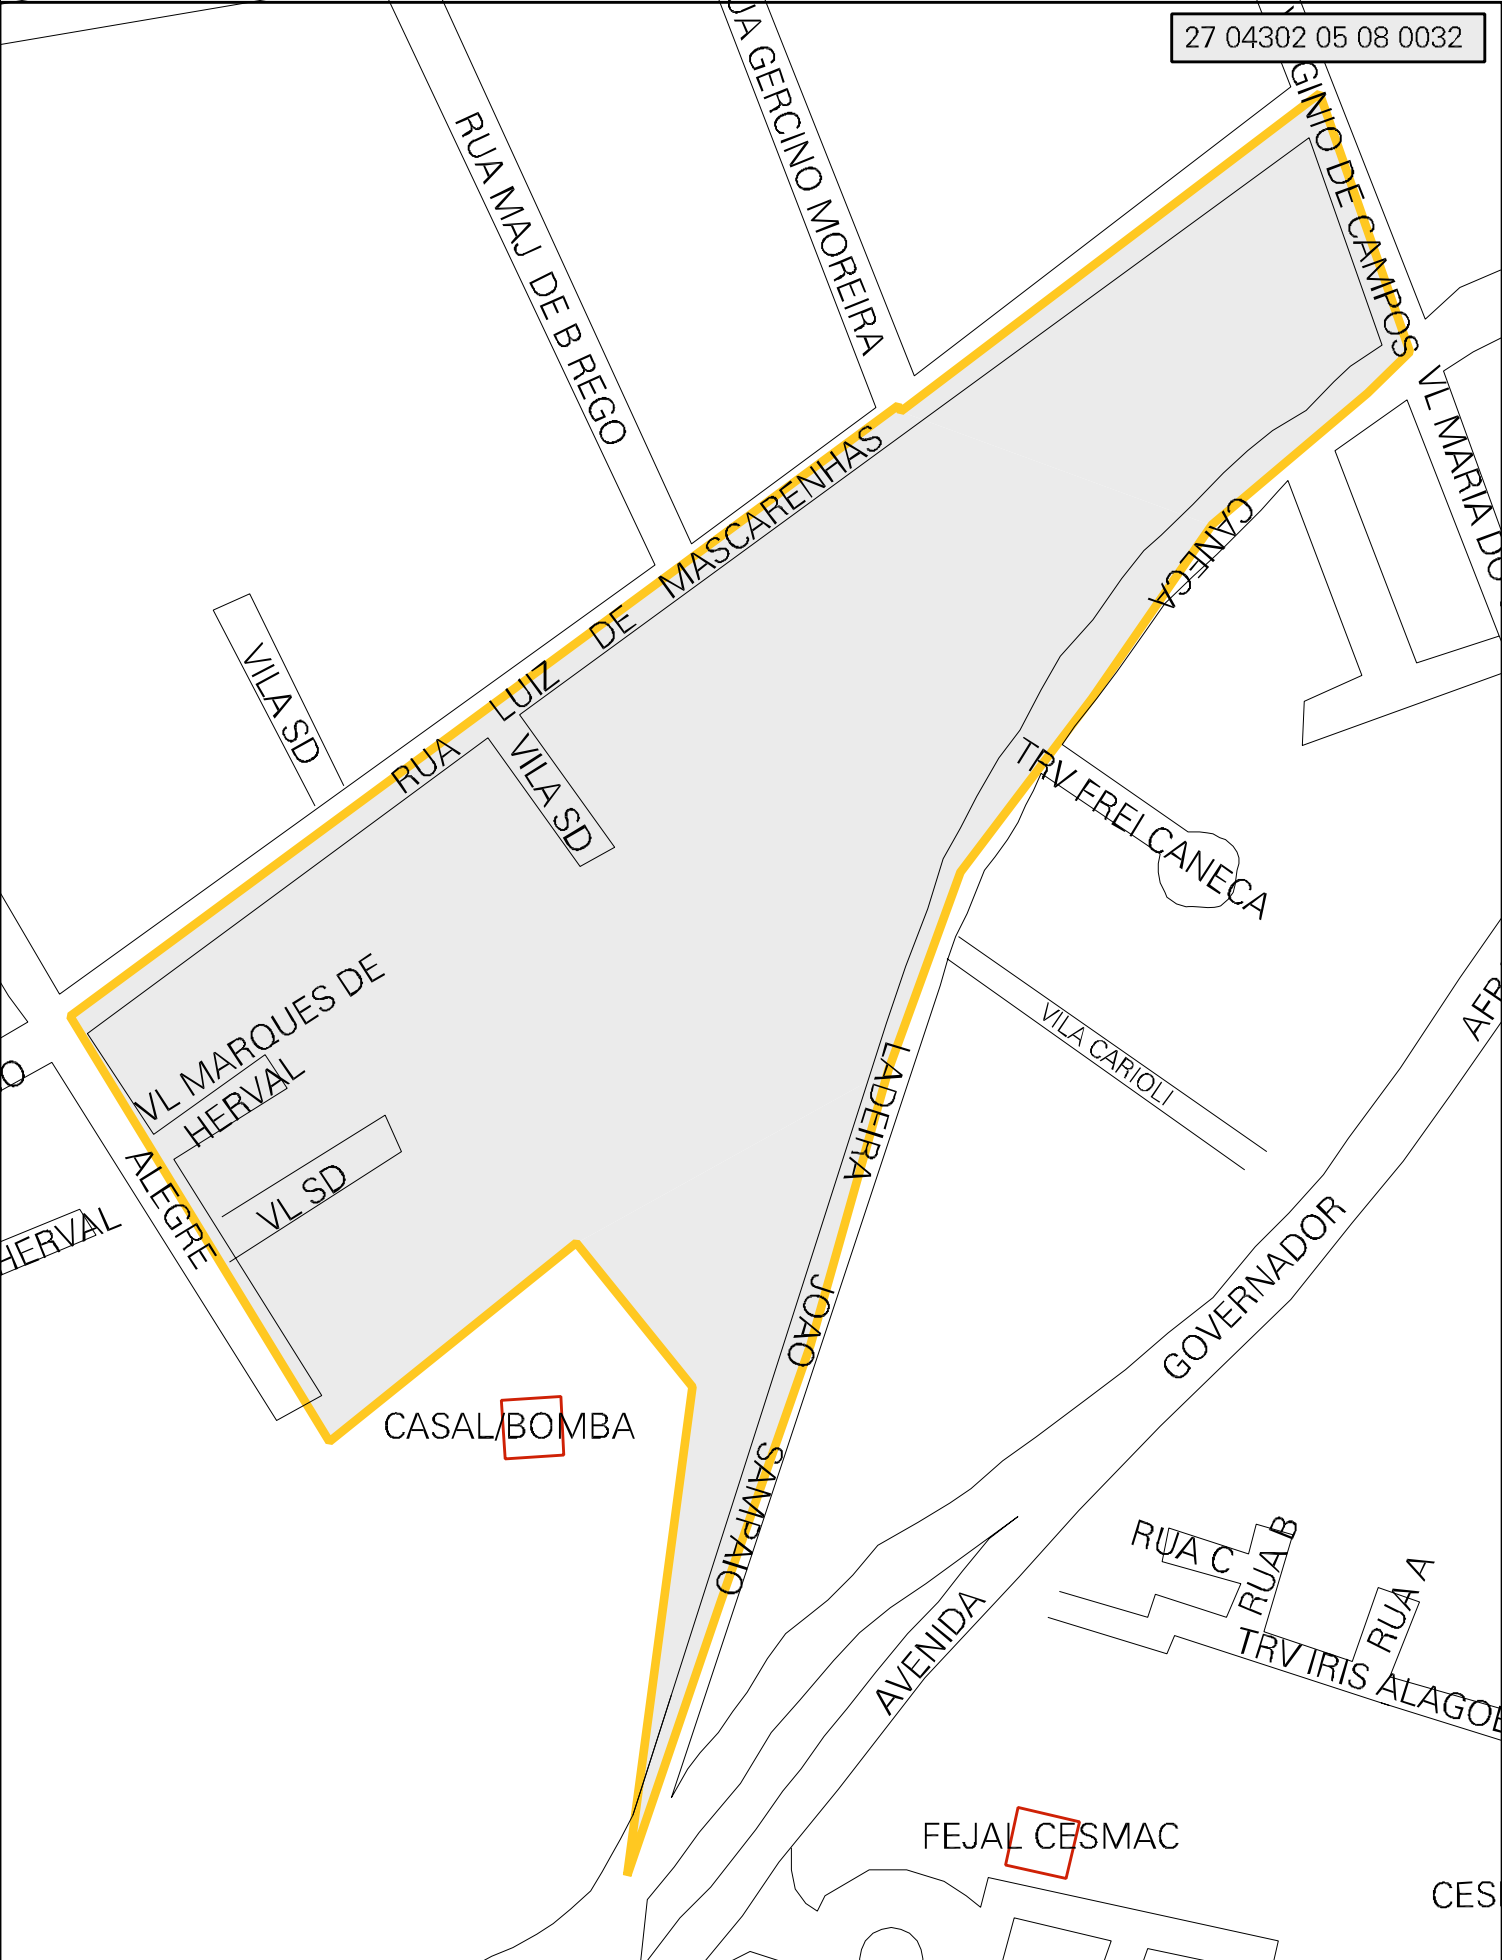 27 04302 05 08 0032
GINIO DE CAMPOS
UA GERCINO MOREIRA
RUA MAJ DE B REGO
VL MARIA DO
RUA LUIZ DE MASCARENHAS
CANECA
VILA SD
VILA SD
TRV FREI CANECA
VL MARQUES DE
HERVAL
VILA CARIOLI
AFR
O
LADEIRA
ALEGRE
VL SD
HERVAL
GOVERNADOR
JOAO
CASAL/BOMBA
SAMPAIO
RUA C
RUA B
RUA A
AVENIDA
TRV IRIS ALAGOE
FEJAL CESMAC
CES